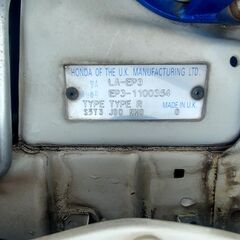 HONDA OF THE U.K. MANUFACTURING LTD.
LA-EP3
EP3-1100354
TYPE TYPE R MADE IN U.K.